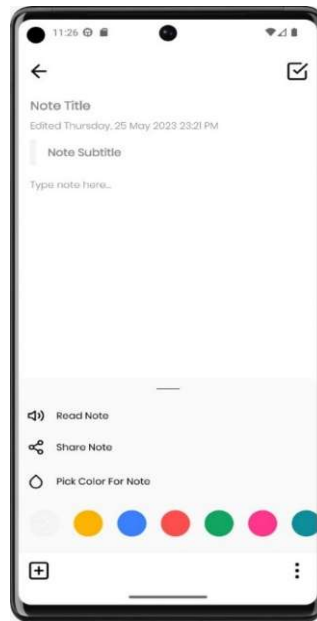 11:26
Note Title
Edited Thursday, 25 May 2023 23:21 PM
Note Subtitle
Type note here...
Read Note
Share Note
Pick Color For Note